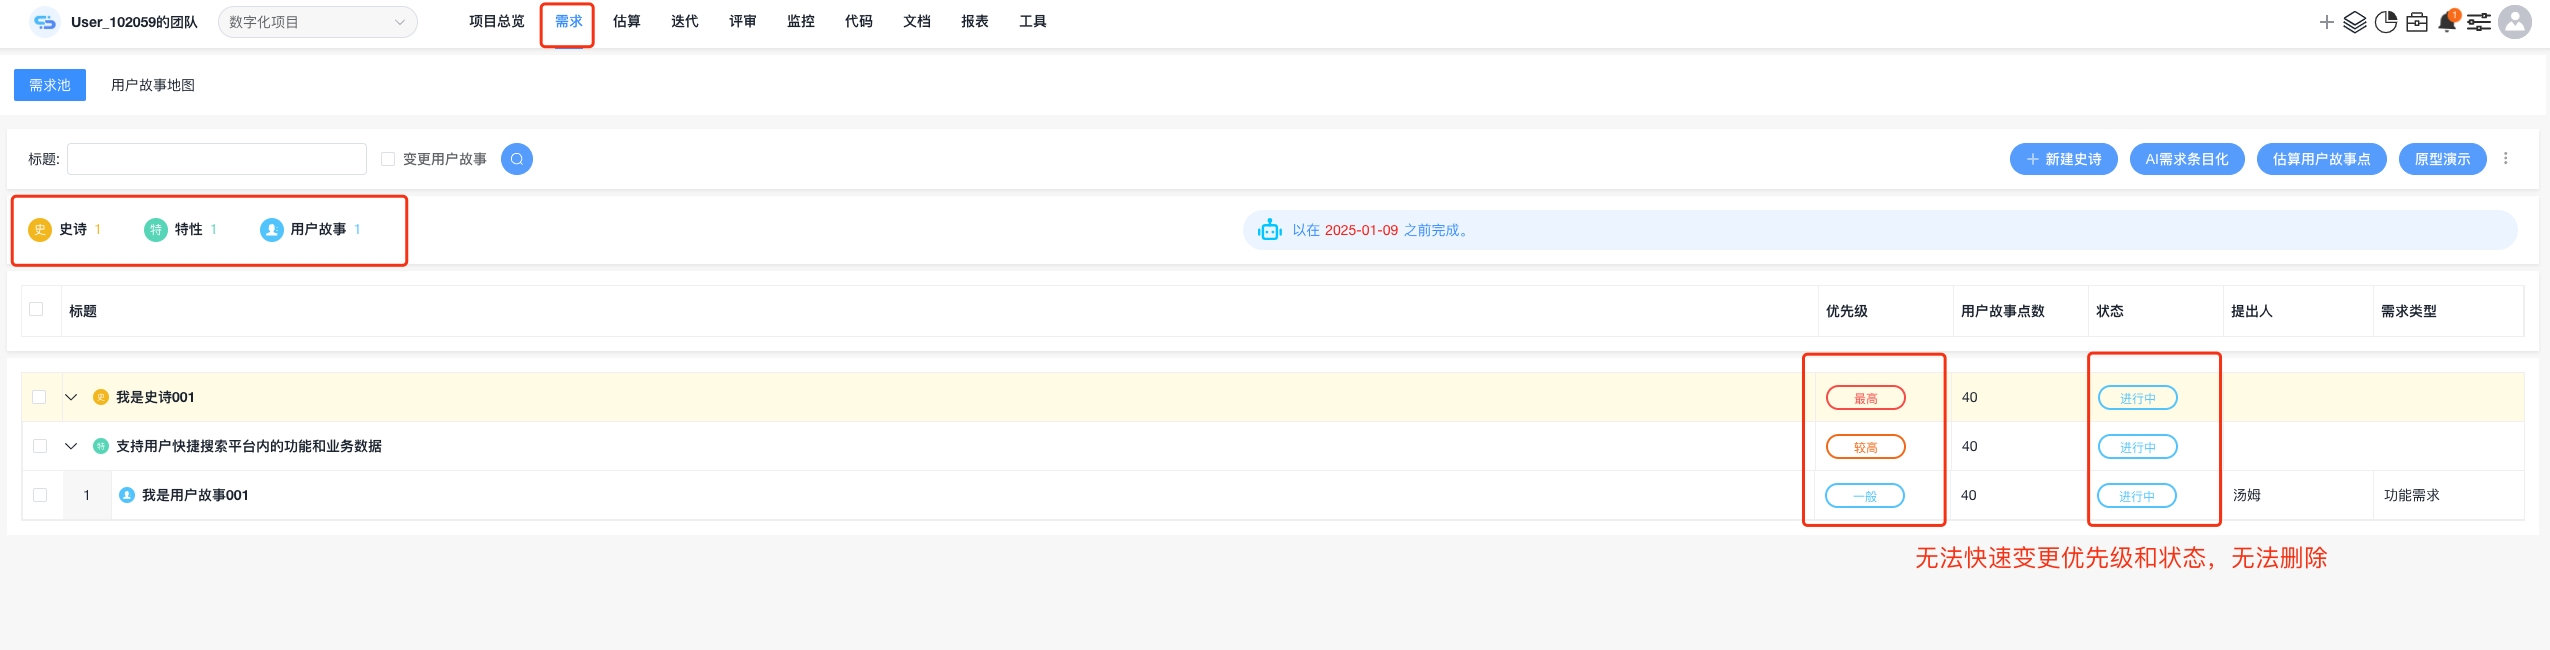 User_102059的团队 数字化项目 项目总览 需求 估算 迭代 评审 监控 代码 文档 报表 工具 1
需求池 用户故事地图
标题: 变更用户故事 新建史诗 AI需求条目化 估算用户故事点 原型演示
史 史诗 1 特 特性 1 用户故事 1 以在 2025-01-09 之前完成。
标题 优先级 用户故事点数 状态 提出人 需求类型
史 我是史诗001 最高 40 进行中
特 支持用户快捷搜索平台内的功能和业务数据 较高 40 进行中
1 我是用户故事001 一般 40 进行中 汤姆 功能需求
无法快速变更优先级和状态，无法删除